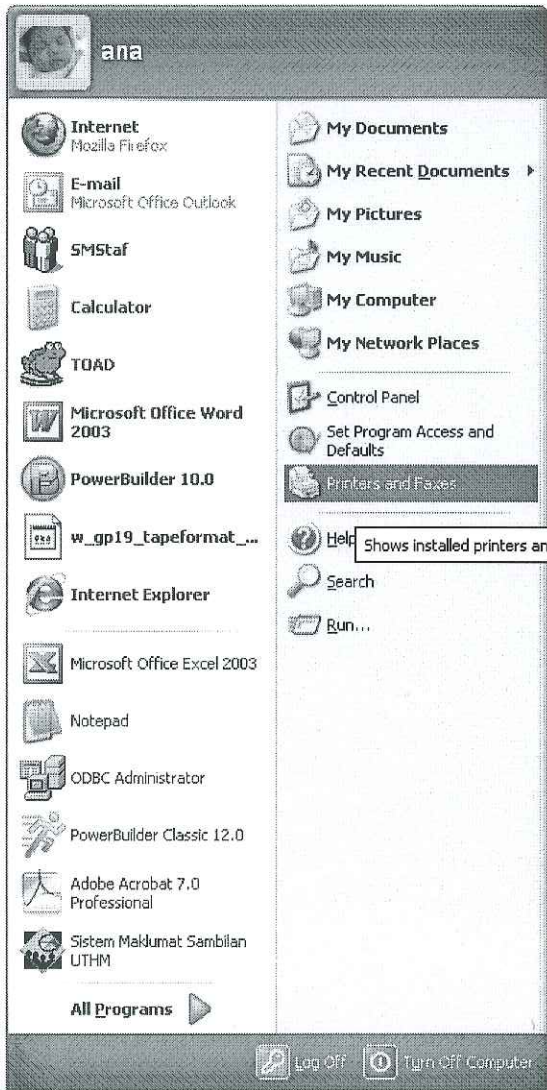 ana
Internet
Mozilla Firefox
E-mail
Microsoft Office Outlook
SMStaf
Calculator
TOAD
Microsoft Office Word
2003
PowerBuilder 10.0
w_gp19_tapeformat_...
Internet Explorer
Microsoft Office Excel 2003
Notepad
ODBC Administrator
PowerBuilder Classic 12.0
Adobe Acrobat 7.0
Professional
Sistem Maklumat Sambilan
UTHM
All Programs
My Documents
My Recent Documents
My Pictures
My Music
My Computer
My Network Places
Control Panel
Set Program Access and
Defaults
Printers and Faxes
Help
Shows installed printers an
Search
Run...
Log Off
Turn Off Computer